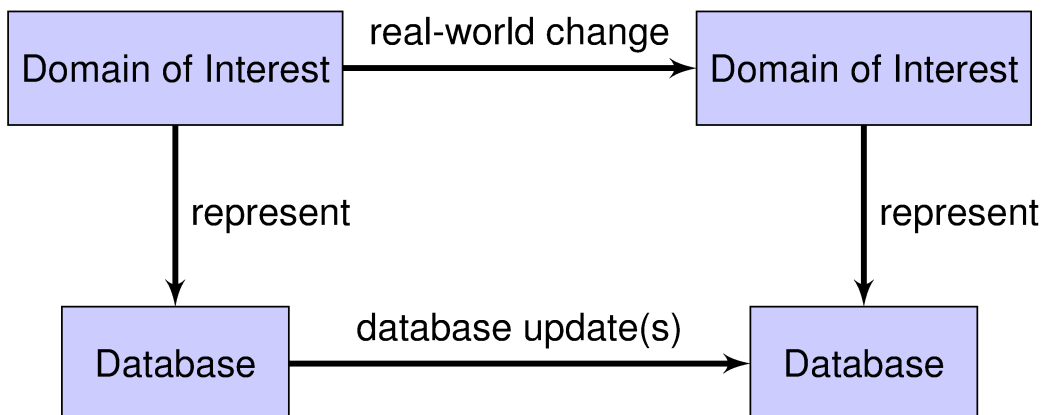 real-world change
Domain of Interest
Domain of Interest
represent
represent
database update(s)
Database
Database